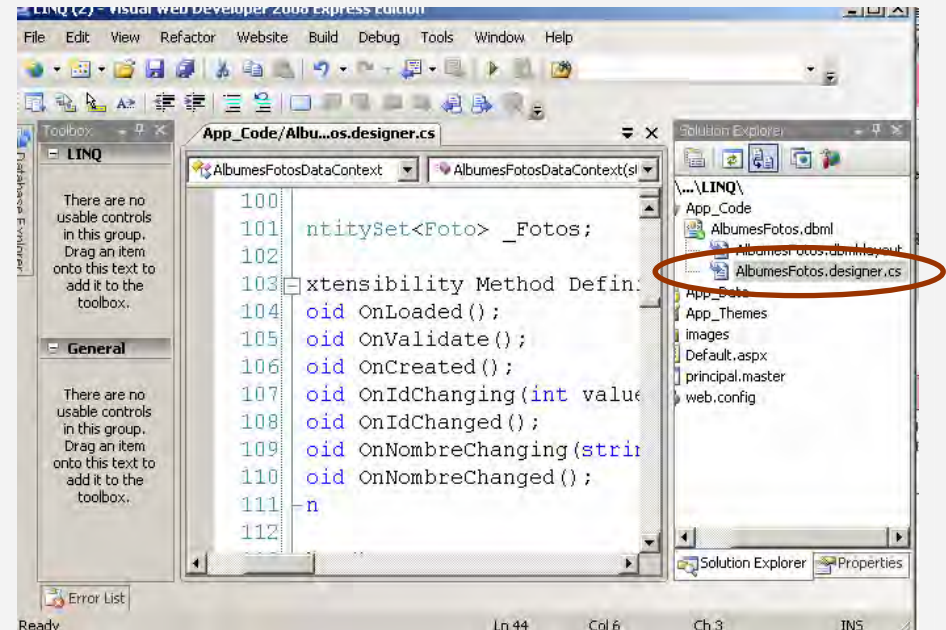 LINQ (2) - Visual Web Developer 2008 Express Edition
File Edit View Refactor Website Build Debug Tools Window Help
Toolbox
LINQ
There are no
usable controls
in this group.
Drag an item
onto this text to
add it to the
toolbox.
General
There are no
usable controls
in this group.
Drag an item
onto this text to
add it to the
toolbox.
Database Explorer
App_Code/Albu...os.designer.cs
AlbumesFotosDataContext
AlbumesFotosDataContext(s
100
101 ntitySet<Foto> _Fotos;
102
103 xtensibility Method Defin
104 oid OnLoaded();
105 oid OnValidate();
106 oid OnCreated();
107 oid OnIdChanging(int value
108 oid OnIdChanged();
109 oid OnNombreChanging(strin
110 oid OnNombreChanged();
111 n
112
Solution Explorer
\...\LINQ\
App_Code
AlbumesFotos.dbml
AlbumesFotos.dbml.layout
AlbumesFotos.designer.cs
App_Data
App_Themes
images
Default.aspx
principal.master
web.config
Solution Explorer Properties
Error List
Ready Ln 44 Col 6 Ch 3 INS